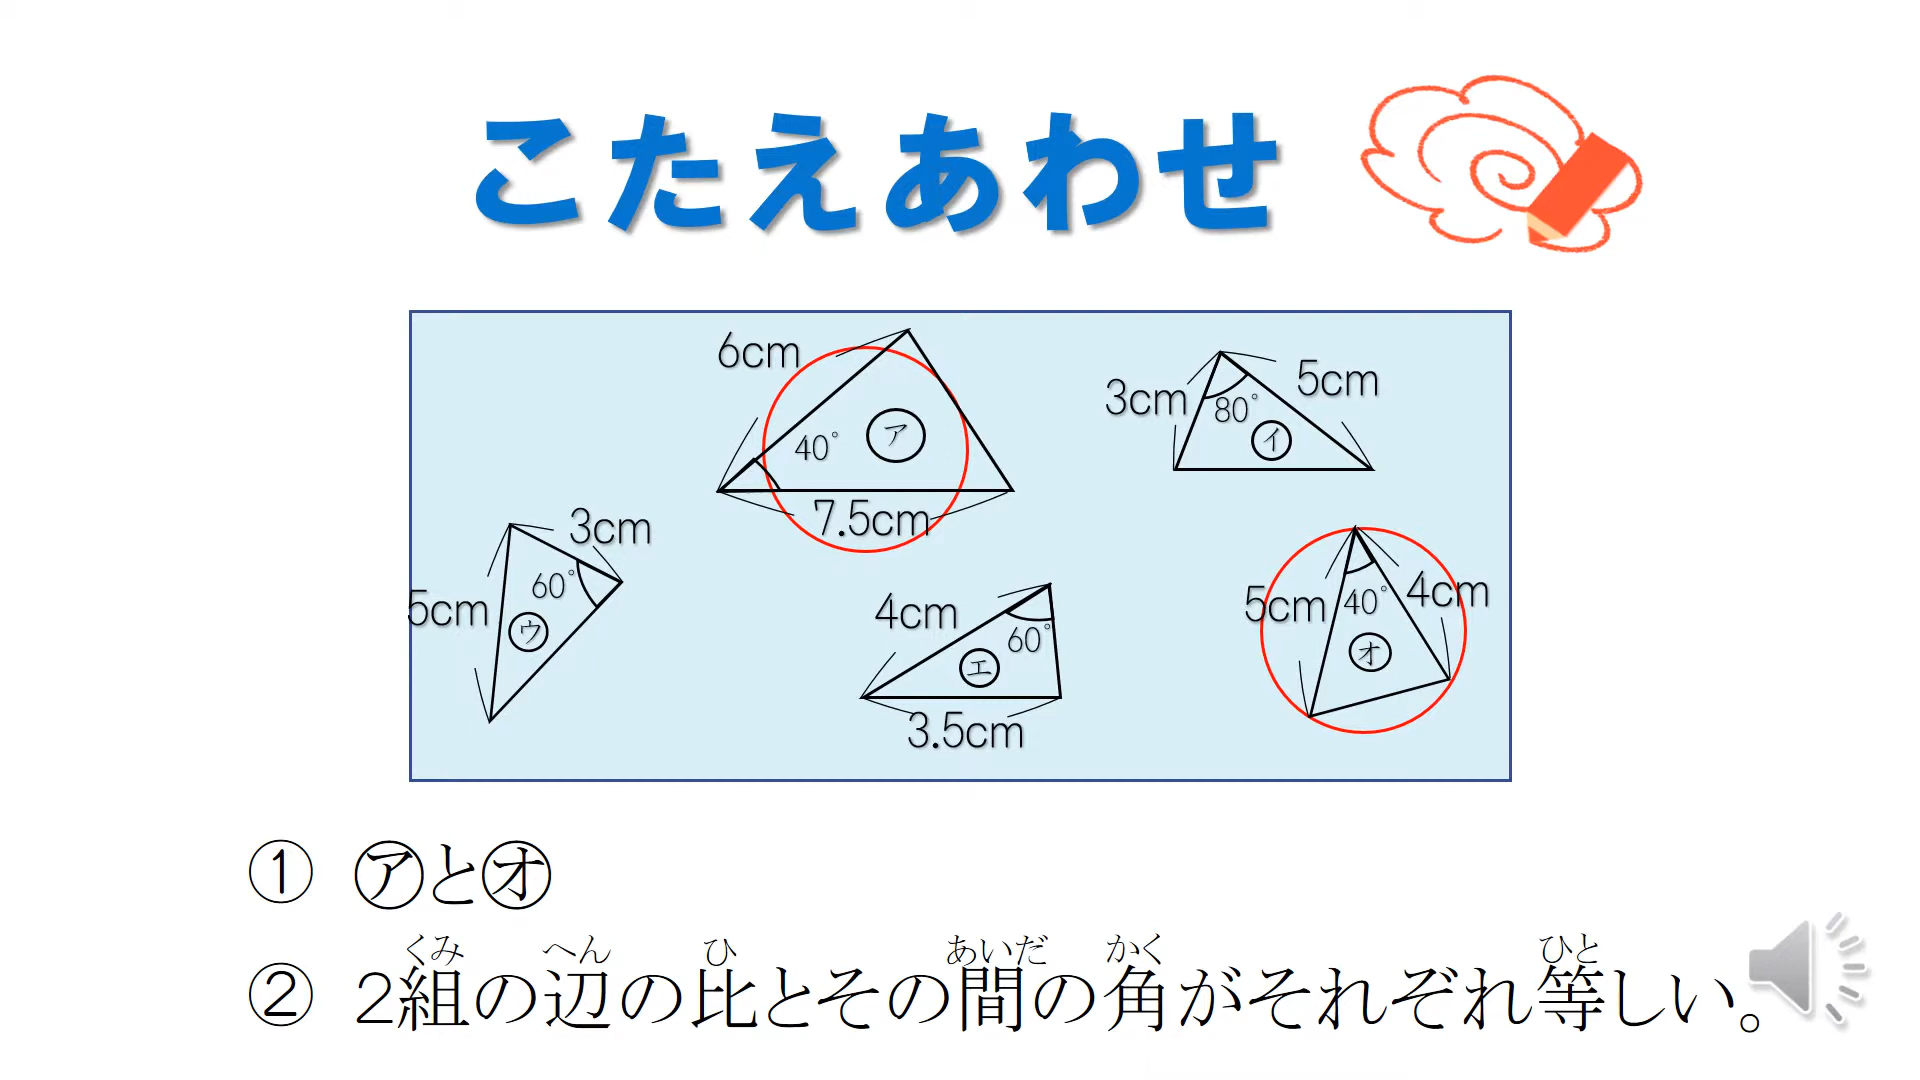 こたえあわせ
6cm
40°
㋐
7.5cm
3cm
80°
5cm
㋑
3cm
60°
5cm
㋒
4cm
60°
㋓
3.5cm
5cm
40°
4cm
㋔
① ㋐と㋔
くみ へん ひ あいだ かく ひと
② 2組の辺の比とその間の角がそれぞれ等しい。